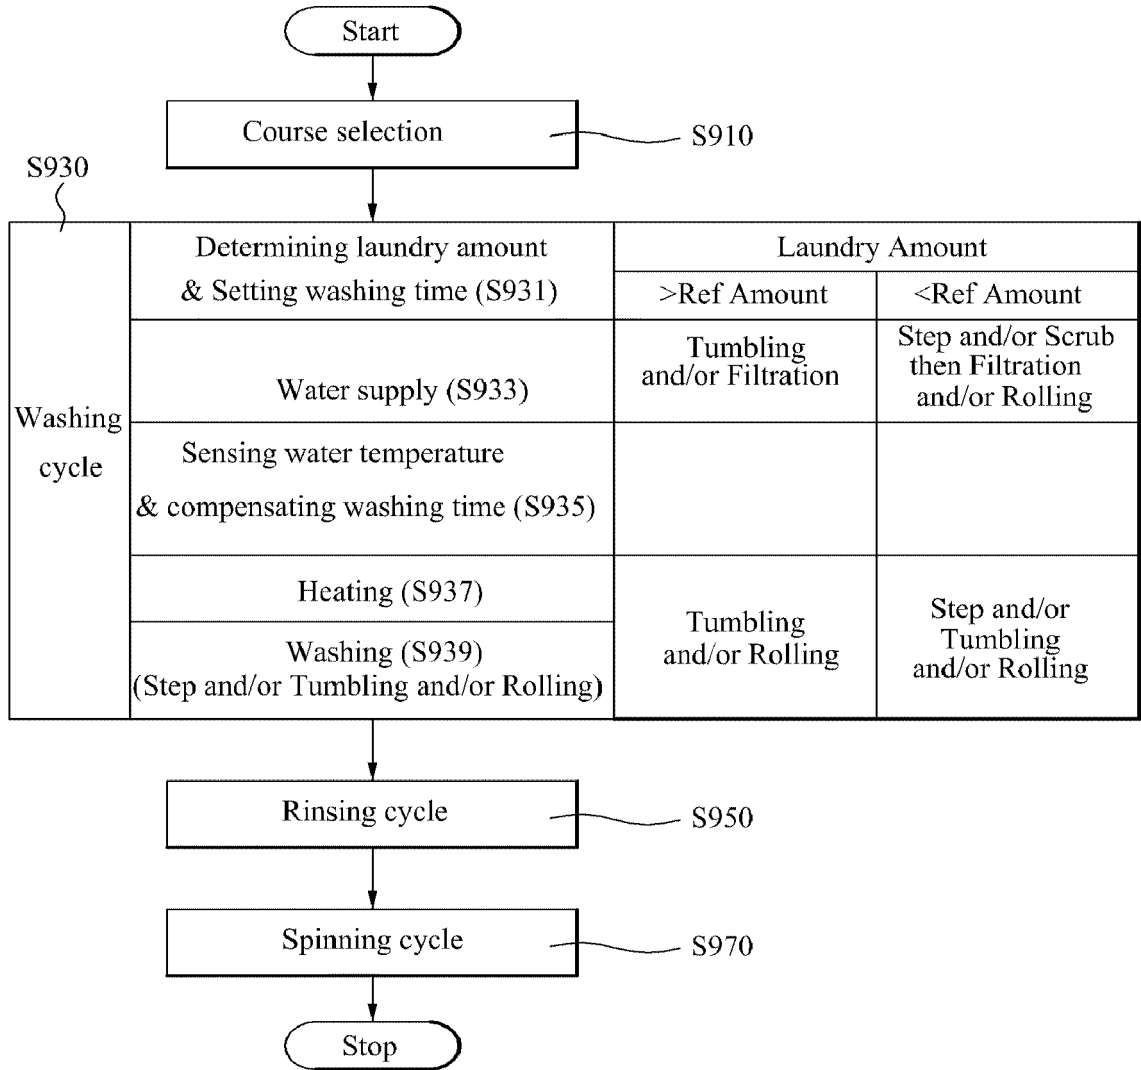 Start
Course selection
S910
S930
Washing
cycle
Determining laundry amount
& Setting washing time (S931)
Laundry Amount
>Ref Amount
<Ref Amount
Water supply (S933)
Tumbling
and/or Filtration
Step and/or Scrub
then Filtration
and/or Rolling
Sensing water temperature
& compensating washing time (S935)
Heating (S937)
Washing (S939)
(Step and/or Tumbling and/or Rolling)
Tumbling
and/or Rolling
Step and/or
Tumbling
and/or Rolling
Rinsing cycle
S950
Spinning cycle
S970
Stop